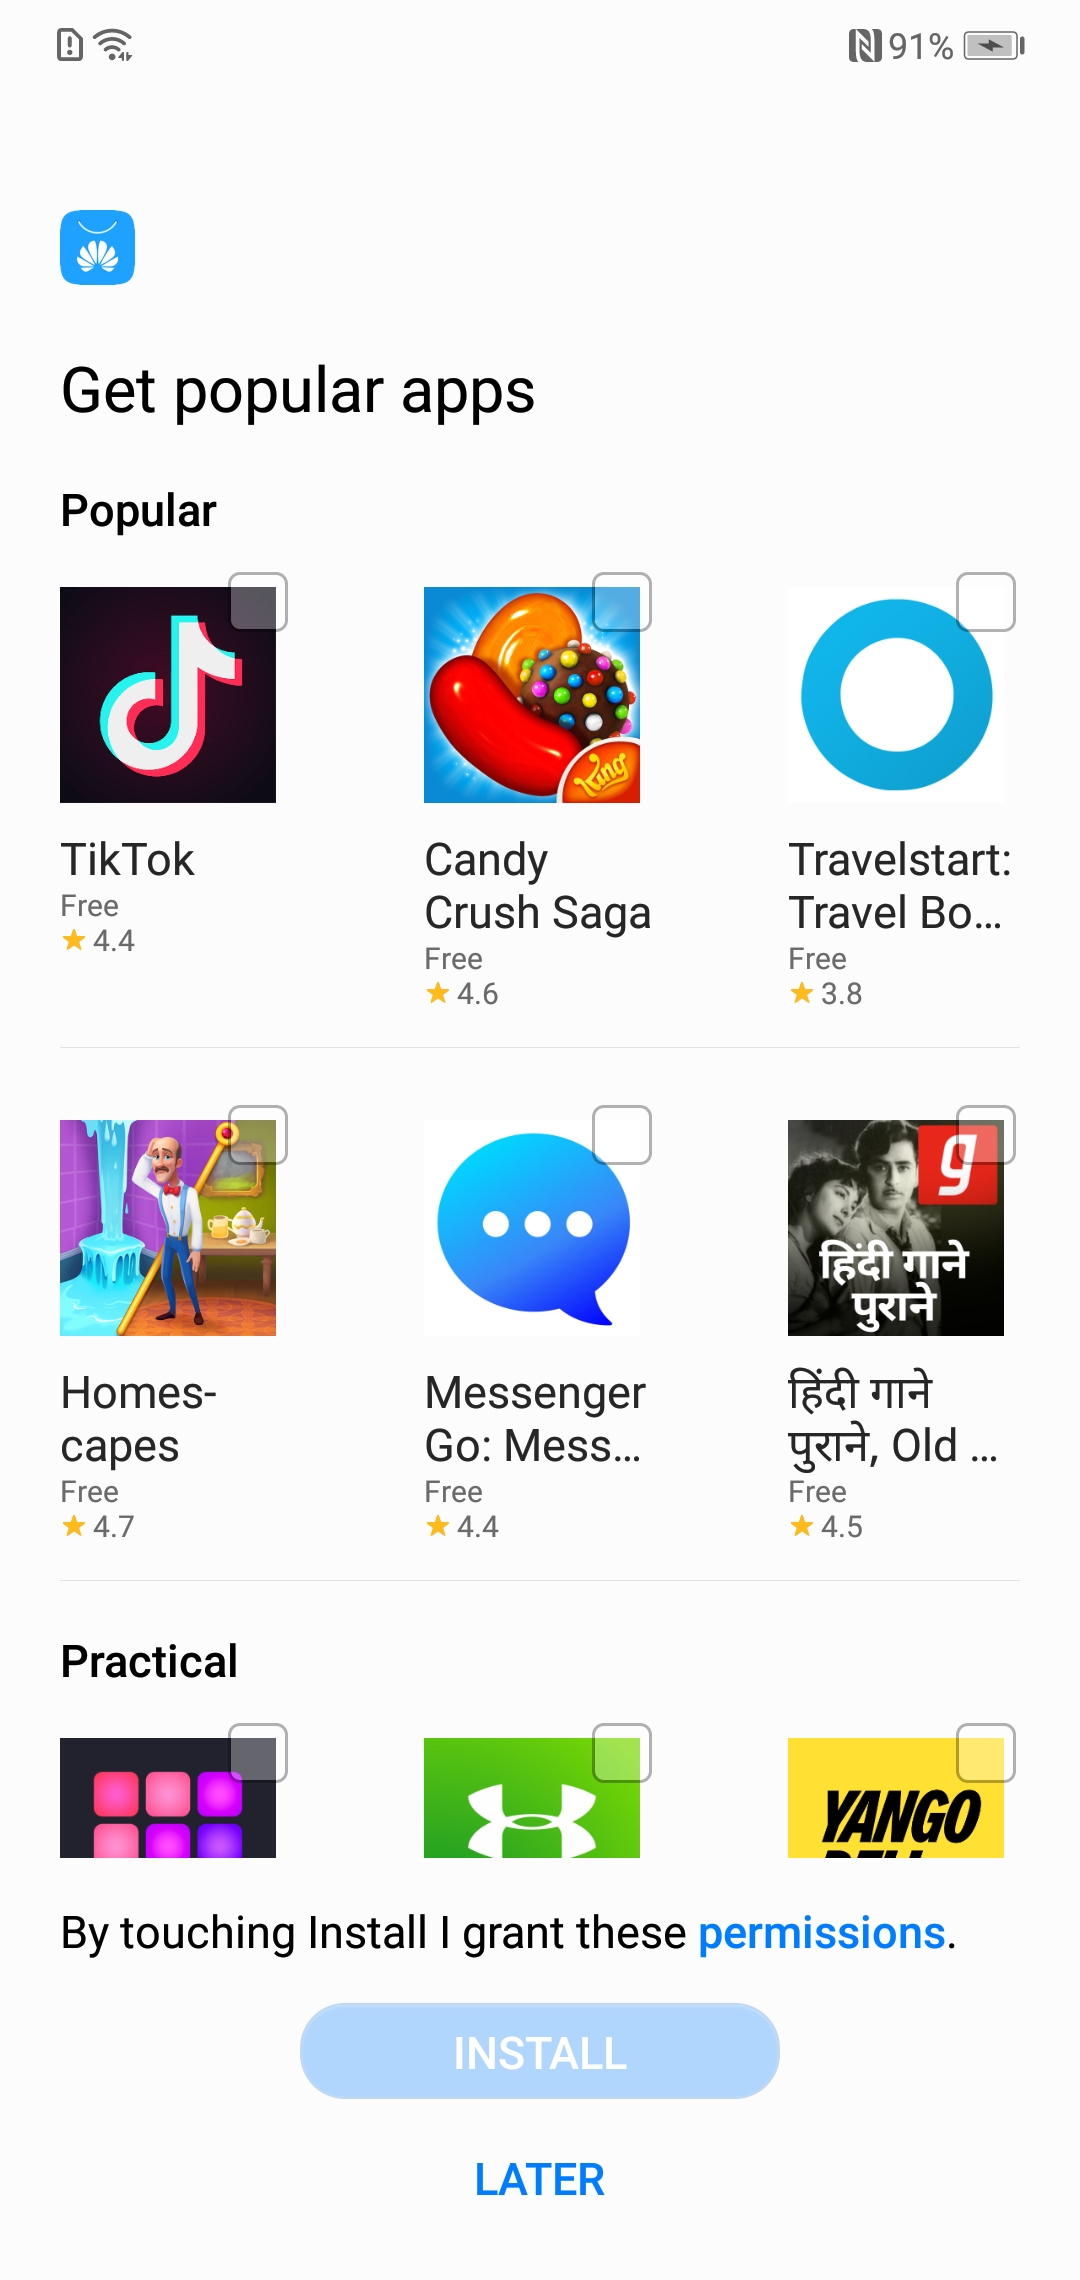 91%
Get popular apps
Popular
King
TikTok
Free
4.4
Candy
Crush Saga
Free
4.6
Travelstart:
Travel Bo...
Free
3.8
g
हिंदी गाने
पुराने
Homes-
capes
Free
4.7
Messenger
Go: Mess...
Free
4.4
हिंदी गाने
पुराने, Old ...
Free
4.5
Practical
YANGO
By touching Install I grant these permissions.
INSTALL
LATER